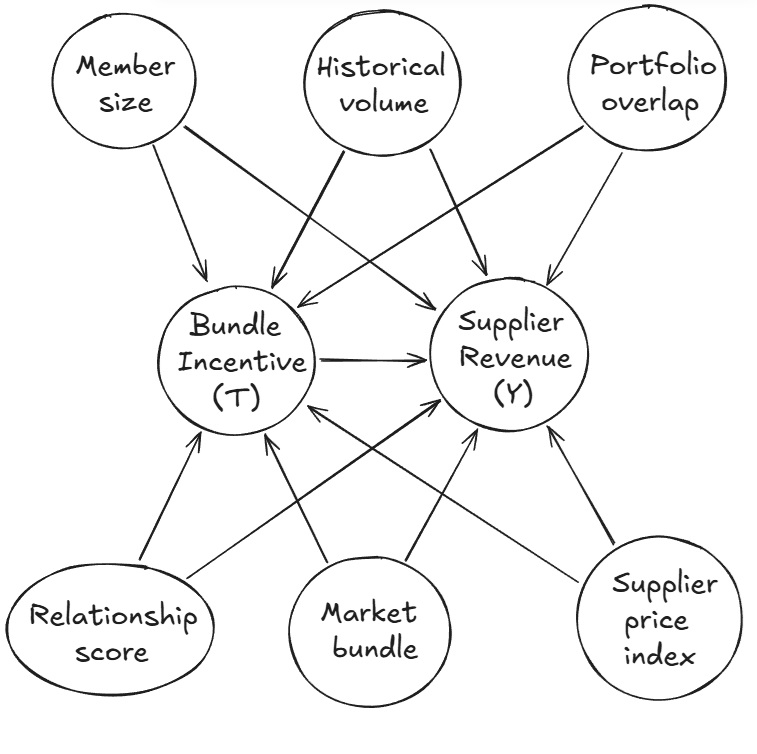 Member
size
Historical
volume
Portfolio
overlap
Bundle
Incentive
(T)
Supplier
Revenue
(Y)
Relationship
score
Market
bundle
Supplier
price
index